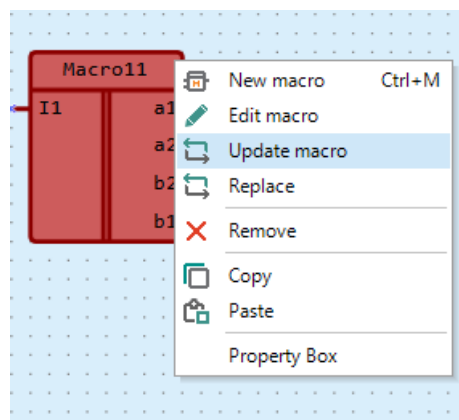 Macro11
I1
a1
a2
b2
b1
New macro Ctrl+M
Edit macro
Update macro
Replace
Remove
Copy
Paste
Property Box